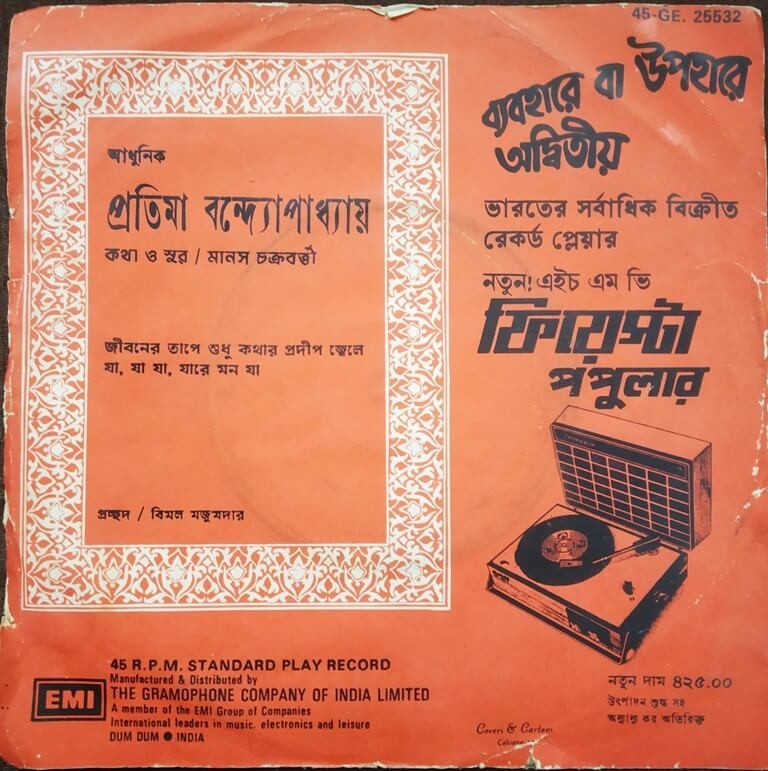 45-GE. 25532
আধুনিক
প্রতিমা বন্দ্যোপাধ্যায়
কথা ও সুর / মানস চক্রবর্ত্তী
জীবনের তাপে শুধু কথার প্রদীপ জ্বেলে
যা, যা যা, যারে মন যা
প্রচ্ছদ / বিমল মজুমদার
ব্যবহারে বা উপহারে
অদ্বিতীয়
ভারতের সর্বাধিক বিক্রীত
রেকর্ড প্লেয়ার
নতুন! এইচ এম ভি
ফিয়েস্টা
পপুলার
নতুন দাম ৪২৫.০০
উৎপাদন শুল্ক সহ
অন্যান্য কর অতিরিক্ত
45 R.P.M. STANDARD PLAY RECORD
Manufactured & Distributed by
THE GRAMOPHONE COMPANY OF INDIA LIMITED
A member of the EMI Group of Companies
International leaders in music, electronics and leisure
DUM DUM ● INDIA
EMI
Covers & Cartons